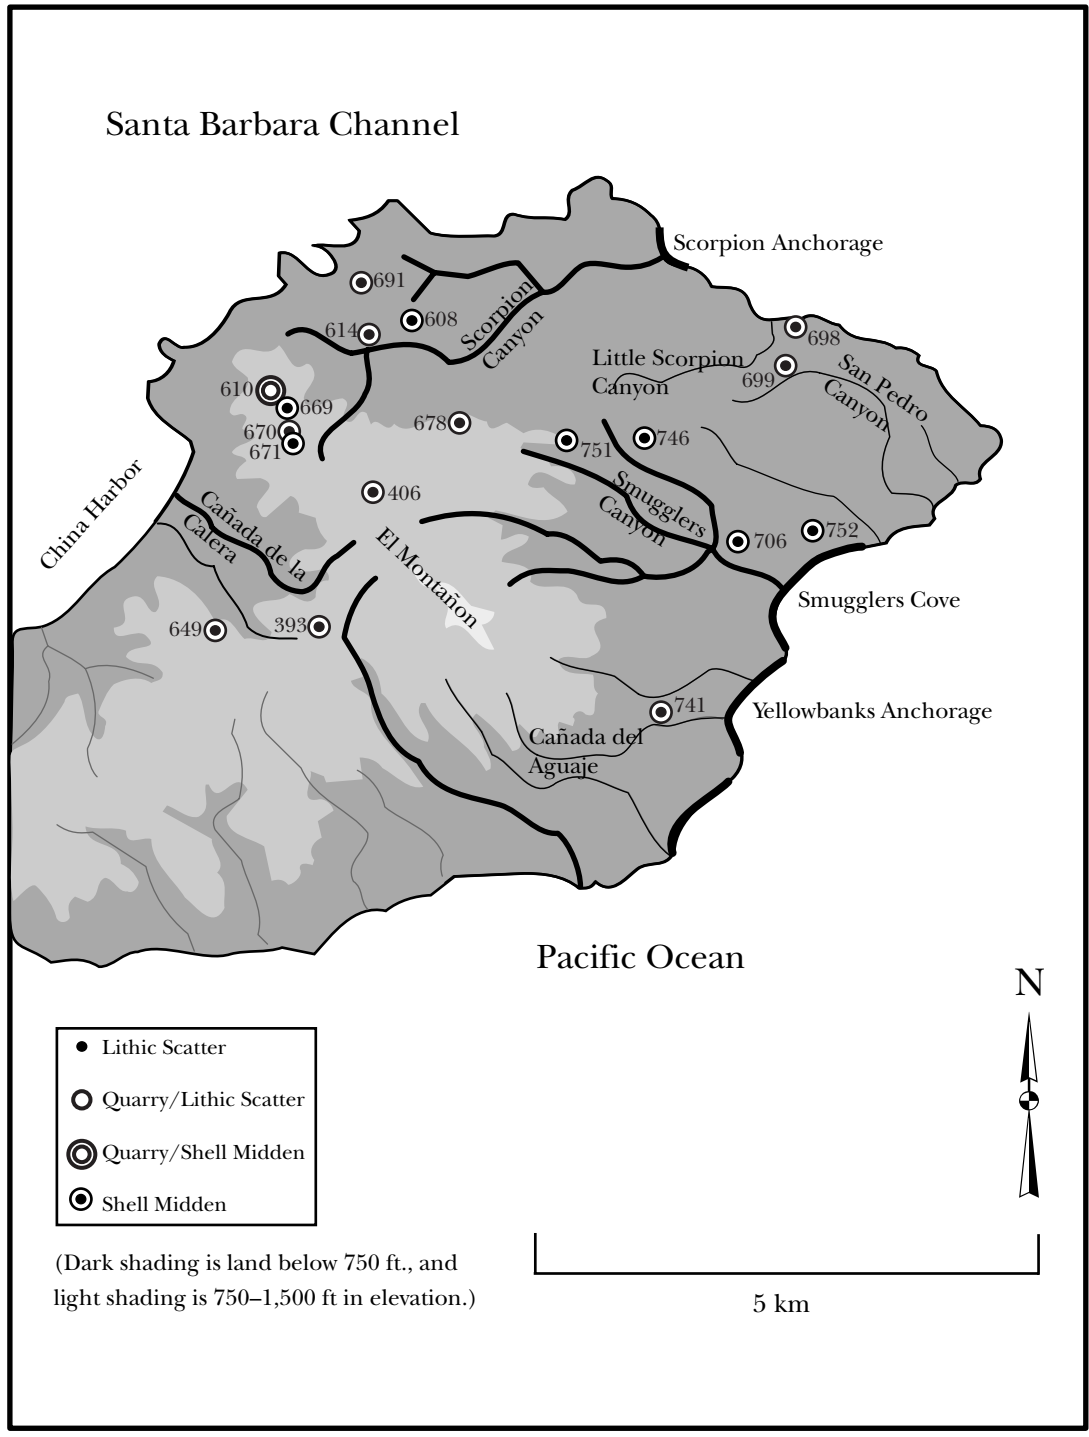 Santa Barbara Channel
Scorpion Anchorage
691
608
614
Scorpion
Canyon
698
Little Scorpion
Canyon
699
San Pedro
Canyon
610
669
670
671
678
751
746
China Harbor
406
Smugglers
Canyon
Cañada de la
Calera
El Montañon
706
752
Smugglers Cove
649
393
741
Yellowbanks Anchorage
Cañada del
Aguaje
Pacific Ocean
N
Lithic Scatter
Quarry/Lithic Scatter
Quarry/Shell Midden
Shell Midden
(Dark shading is land below 750 ft., and
light shading is 750–1,500 ft in elevation.)
5 km